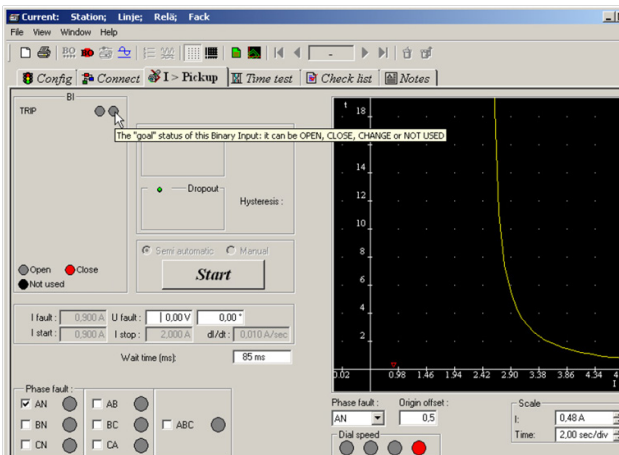 Current: Station; Linje; Relä; Fack
File View Window Help
Config Connect I > Pickup Time test Check list Notes
BI
TRIP
The "goal" status of this Binary Input: it can be OPEN, CLOSE, CHANGE or NOT USED
Dropout
Hysteresis :
Semi automatic Manual
Start
Open Close
Not used
I fault : 0,900 A U fault : 0,00 V 0,00 °
I start : 0,900 A I stop : 2,000 A dI/dt : 0,010 A/sec
Wait time (ms): 85 ms
Phase fault :
AN AB
BN BC ABC
CN CA
t
18
14
12
10
8
6
4
2
0.02 0.98 1.46 1.94 2.42 2.90 3.38 3.86 4.34
I
Phase fault : Origin offset :
AN 0,5
Dial speed
Scale
I: 0,48 A
Time: 2,00 sec/div